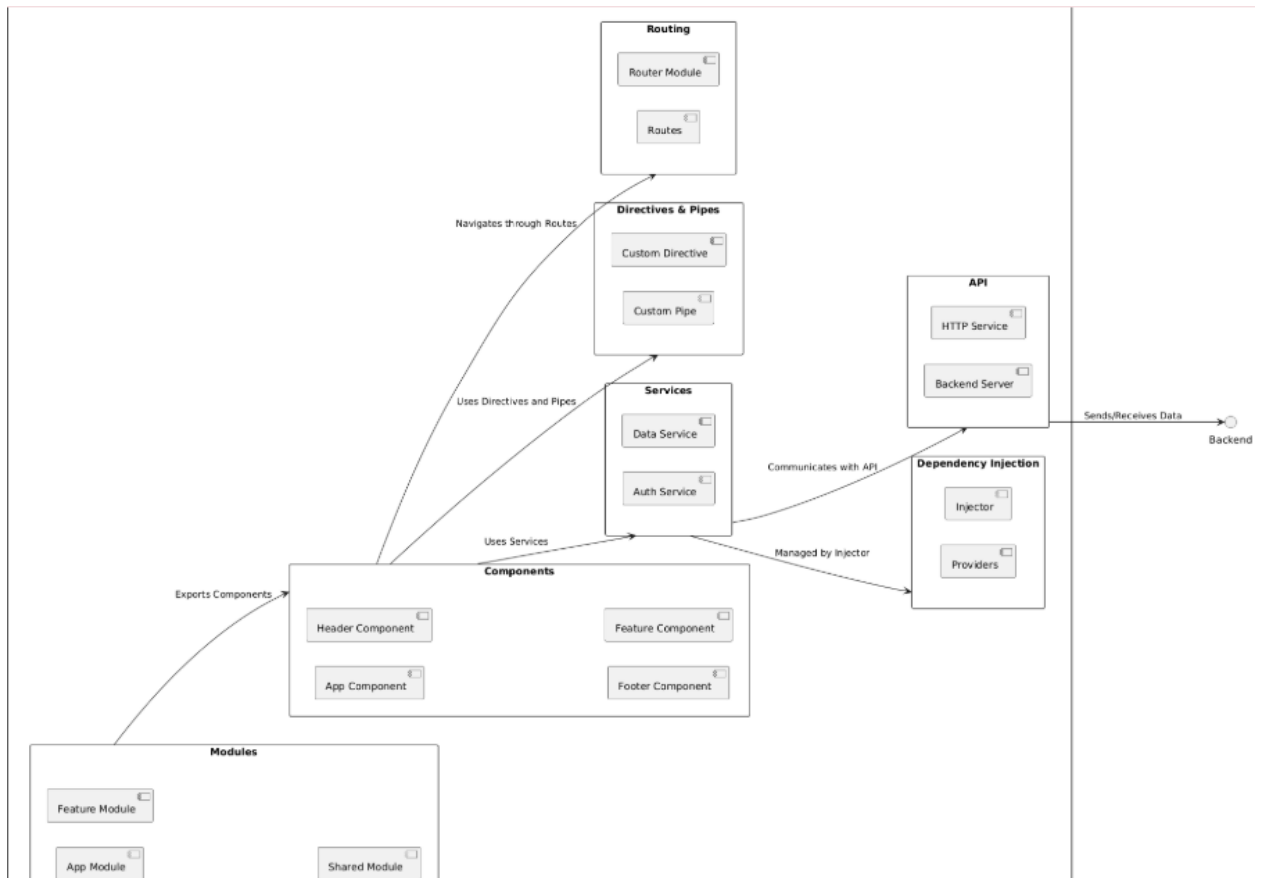 Routing
Router Module
Routes
Navigates through Routes
Directives & Pipes
Custom Directive
Custom Pipe
API
HTTP Service
Backend Server
Uses Directives and Pipes
Services
Data Service
Auth Service
Sends/Receives Data
Backend
Communicates with API
Dependency Injection
Injector
Providers
Uses Services
Managed by Injector
Exports Components
Components
Header Component
Feature Component
App Component
Footer Component
Modules
Feature Module
App Module
Shared Module